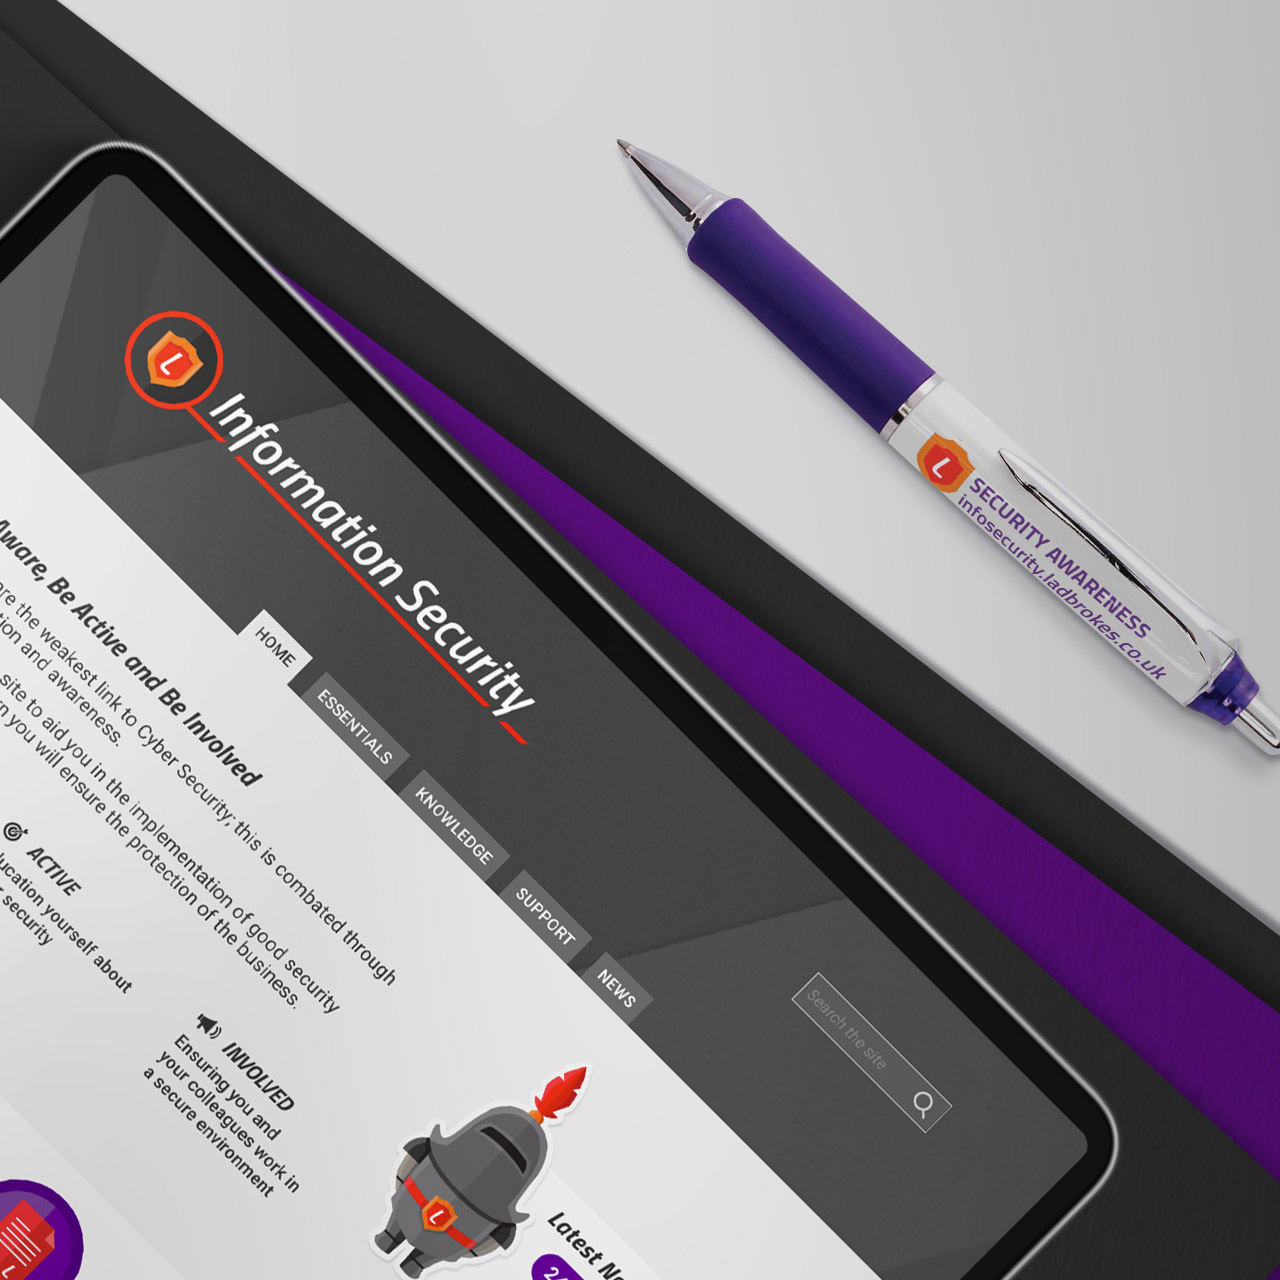 L
Information Security
HOME
ESSENTIALS
KNOWLEDGE
SUPPORT
NEWS
Search the site
Aware, Be Active and Be Involved
the weakest link to Cyber Security; this is combated through
and awareness.
site to aid you in the implementation of good security
you will ensure the protection of the business.
ACTIVE
yourself about
security
INVOLVED
Ensuring you and
your colleagues work in
a secure environment
L
Latest
L
SECURITY AWARENESS
infosecurity.ladbrokes.co.uk